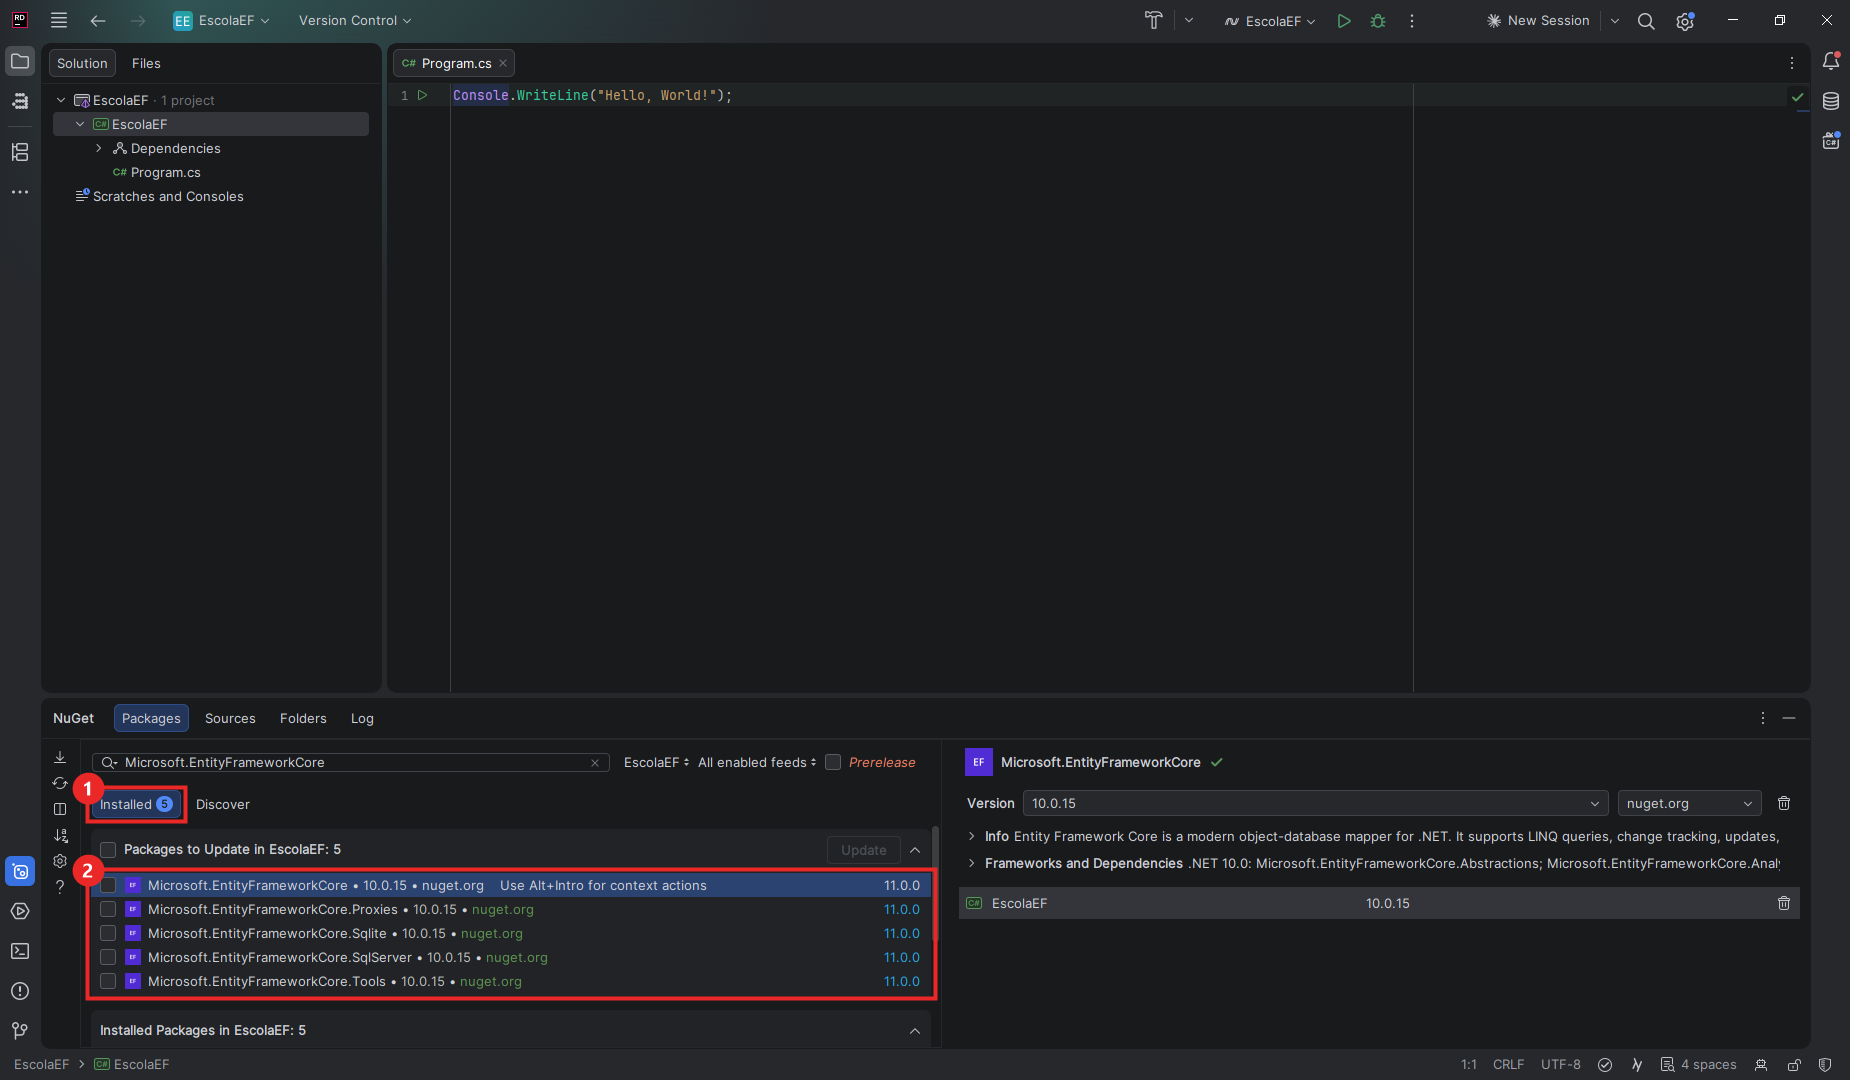 RD
EE EscolaEF
Version Control
EscolaEF
New Session
Solution
Files
C# Program.cs
EscolaEF · 1 project
C# EscolaEF
Dependencies
C# Program.cs
Scratches and Consoles
1 Console.WriteLine("Hello, World!");
NuGet
Packages
Sources
Folders
Log
Microsoft.EntityFrameworkCore
EscolaEF
All enabled feeds
Prerelease
1
Installed 5
Discover
Packages to Update in EscolaEF: 5
Update
2
EF Microsoft.EntityFrameworkCore • 10.0.15 • nuget.org Use Alt+Intro for context actions 11.0.0
EF Microsoft.EntityFrameworkCore.Proxies • 10.0.15 • nuget.org 11.0.0
EF Microsoft.EntityFrameworkCore.Sqlite • 10.0.15 • nuget.org 11.0.0
EF Microsoft.EntityFrameworkCore.SqlServer • 10.0.15 • nuget.org 11.0.0
EF Microsoft.EntityFrameworkCore.Tools • 10.0.15 • nuget.org 11.0.0
Installed Packages in EscolaEF: 5
EF Microsoft.EntityFrameworkCore
Version 10.0.15
nuget.org
Info Entity Framework Core is a modern object-database mapper for .NET. It supports LINQ queries, change tracking, updates,
Frameworks and Dependencies .NET 10.0: Microsoft.EntityFrameworkCore.Abstractions; Microsoft.EntityFrameworkCore.Analy
C# EscolaEF 10.0.15
EscolaEF > C# EscolaEF
1:1 CRLF UTF-8 4 spaces